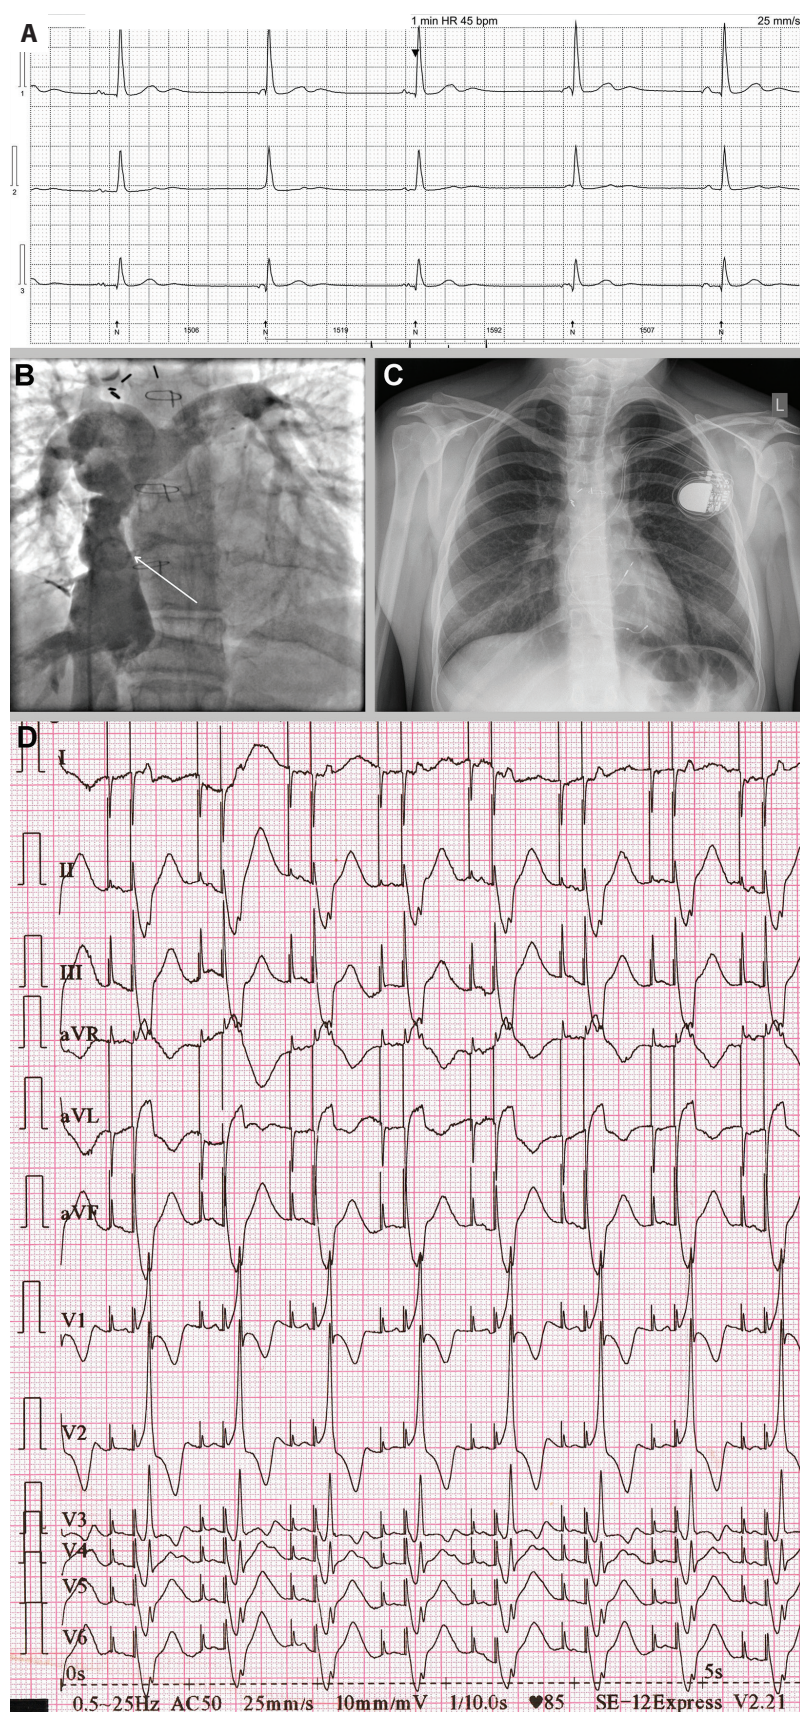 A
1 min HR 45 bpm
25 mm/s
1
2
3
N
N
N
N
N
1506
1519
1592
1507
B
C
L
D
I
II
III
aVR
aVL
aVF
V1
V2
V3
V4
V5
V6
0s
5s
0.5~25Hz AC50 25mm/s 10mm/mV 1/10.0s ♥85 SE-12Express V2.21